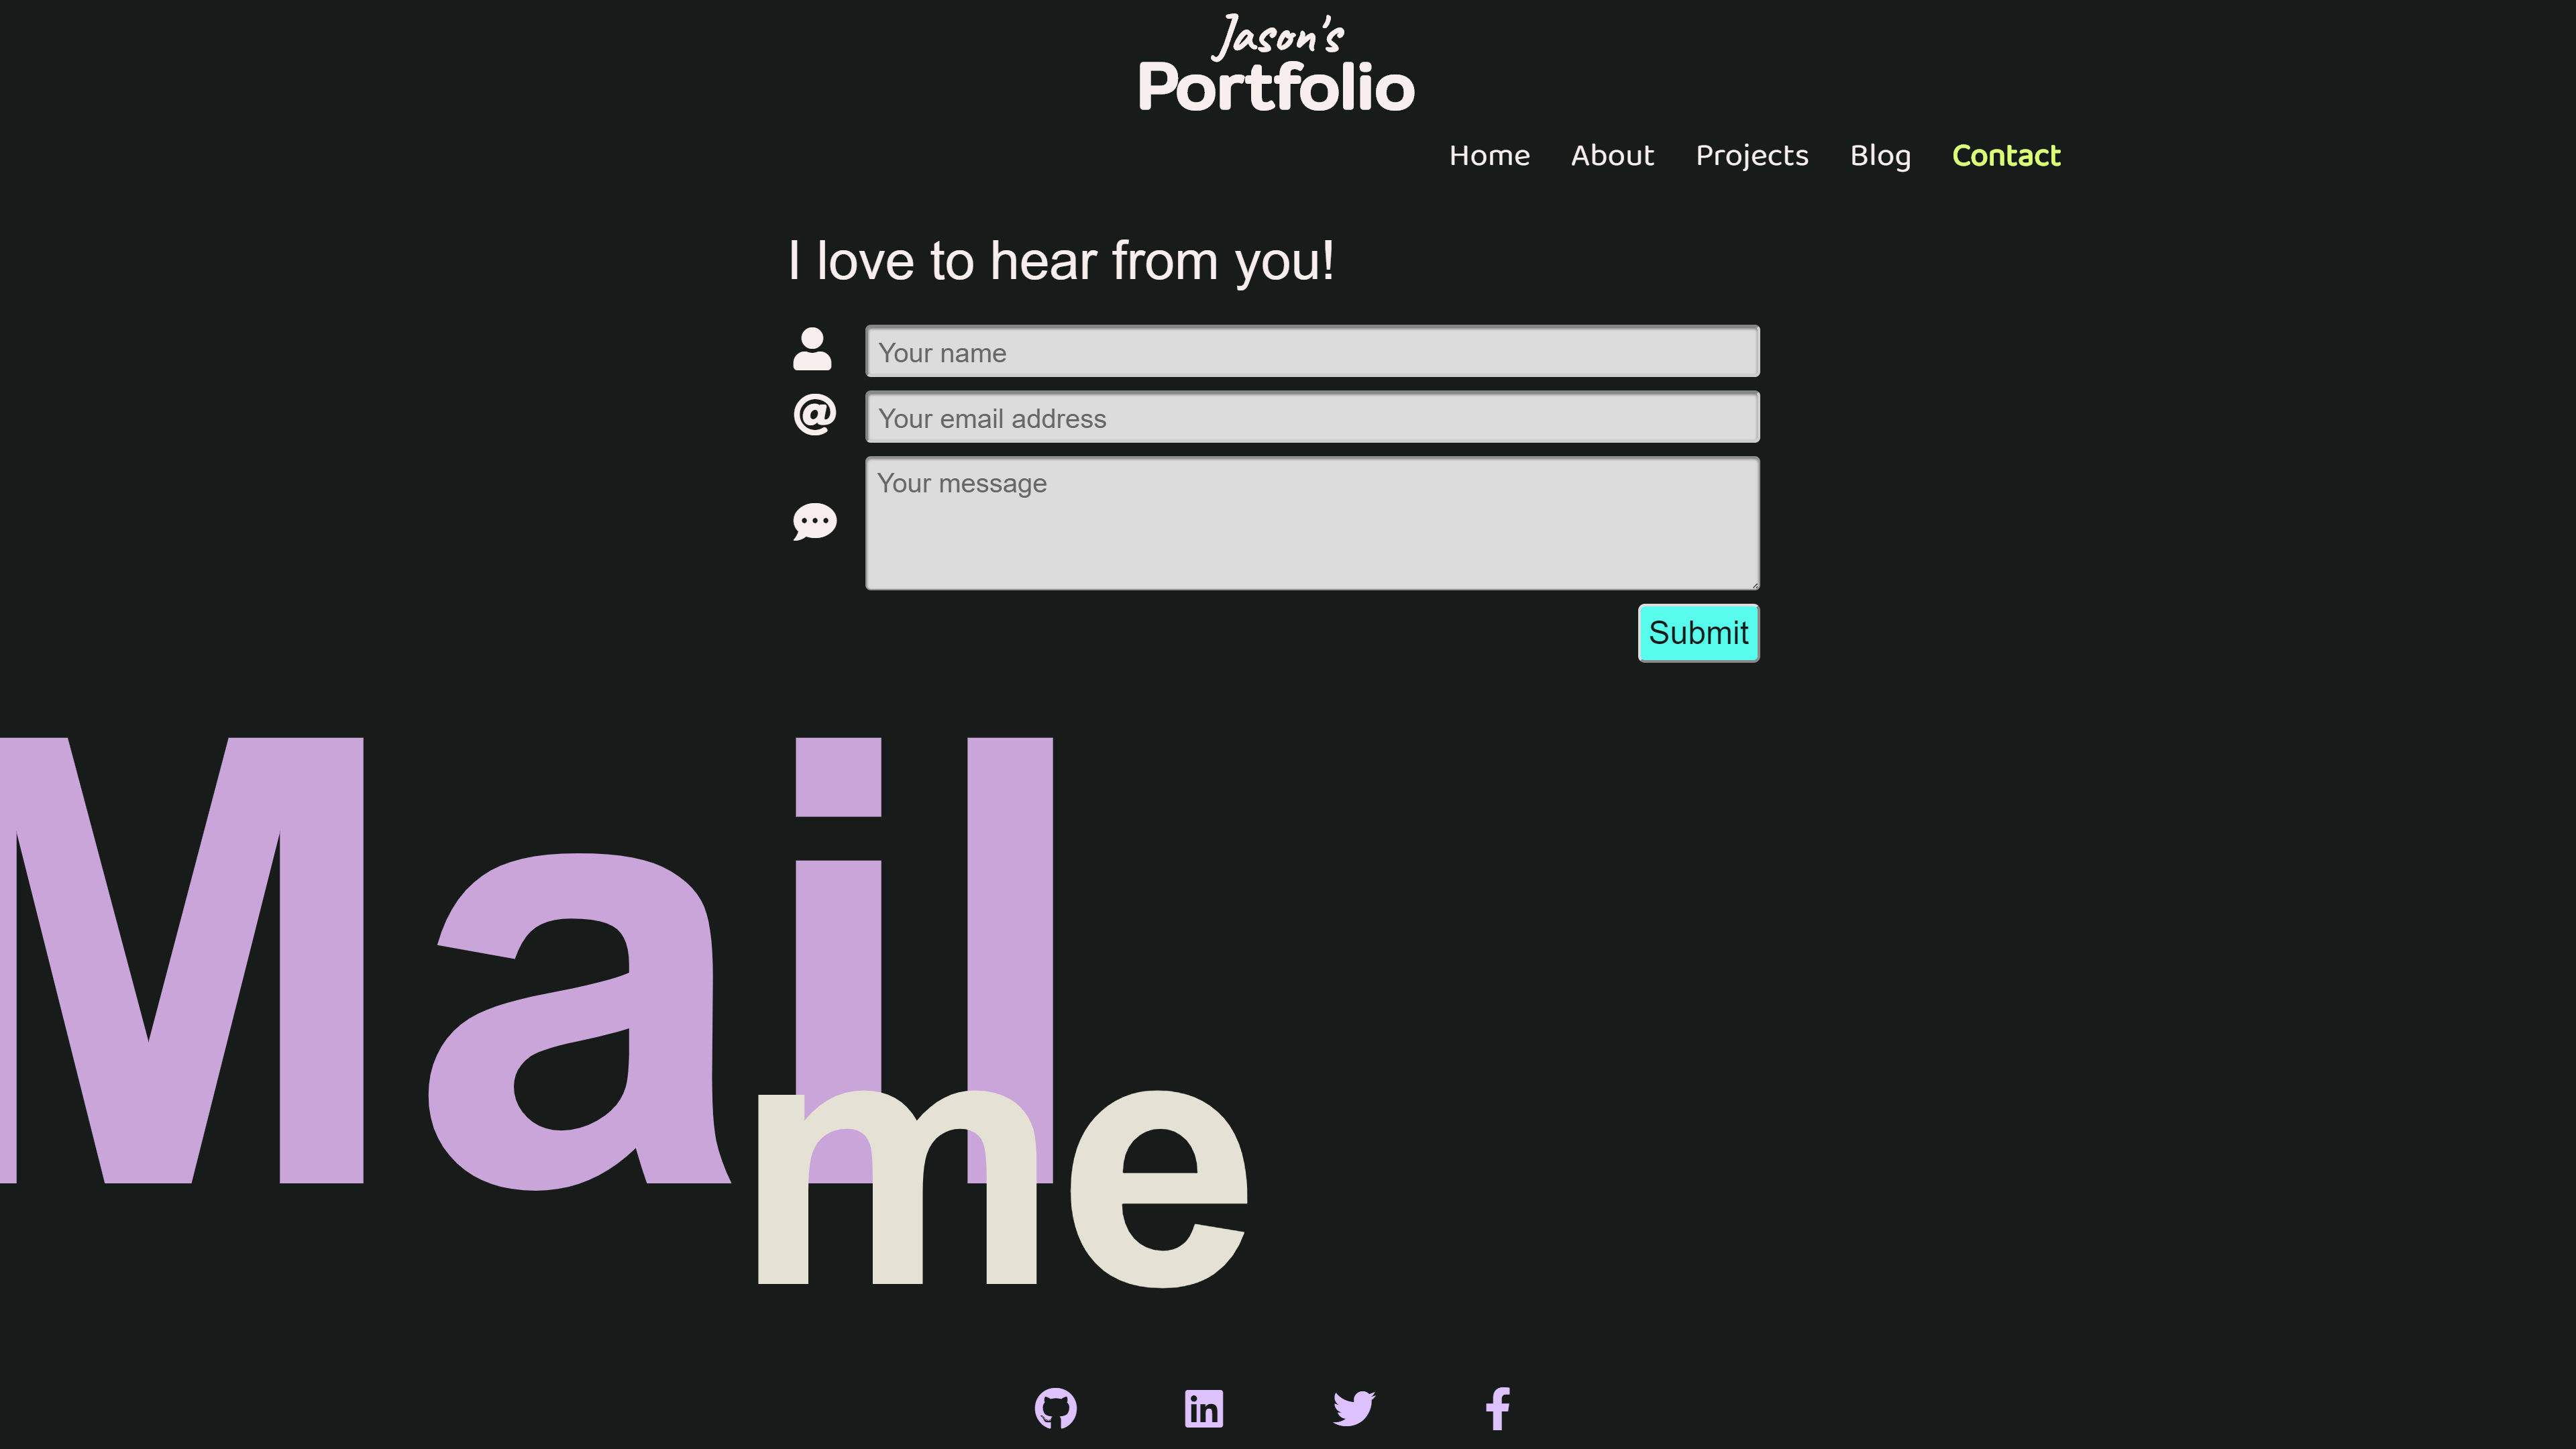 Jason's
Portfolio
Home About Projects Blog Contact
I love to hear from you!
Your name
Your email address
Your message
Submit
Mail
me